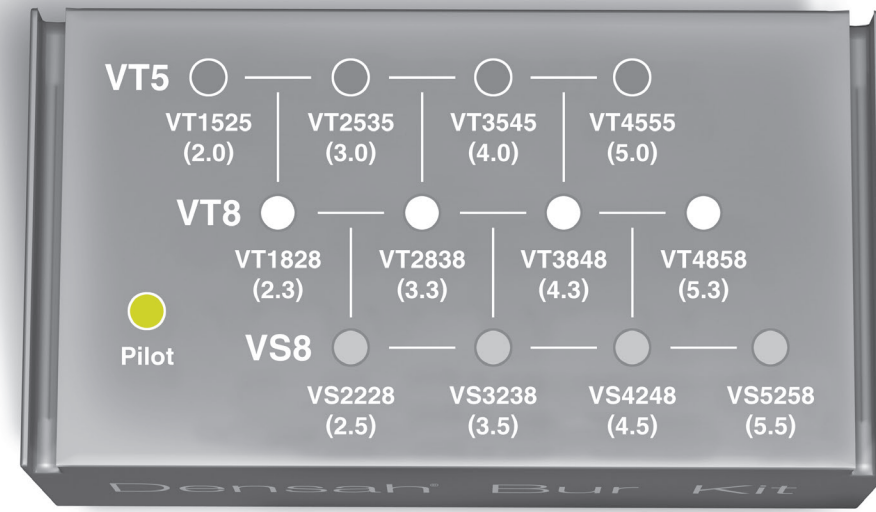 VT5
VT1525 VT2535 VT3545 VT4555
(2.0) (3.0) (4.0) (5.0)
VT8
VT1828 VT2838 VT3848 VT4858
(2.3) (3.3) (4.3) (5.3)
Pilot VS8
VS2228 VS3238 VS4248 VS5258
(2.5) (3.5) (4.5) (5.5)
Densah® Bur Kit